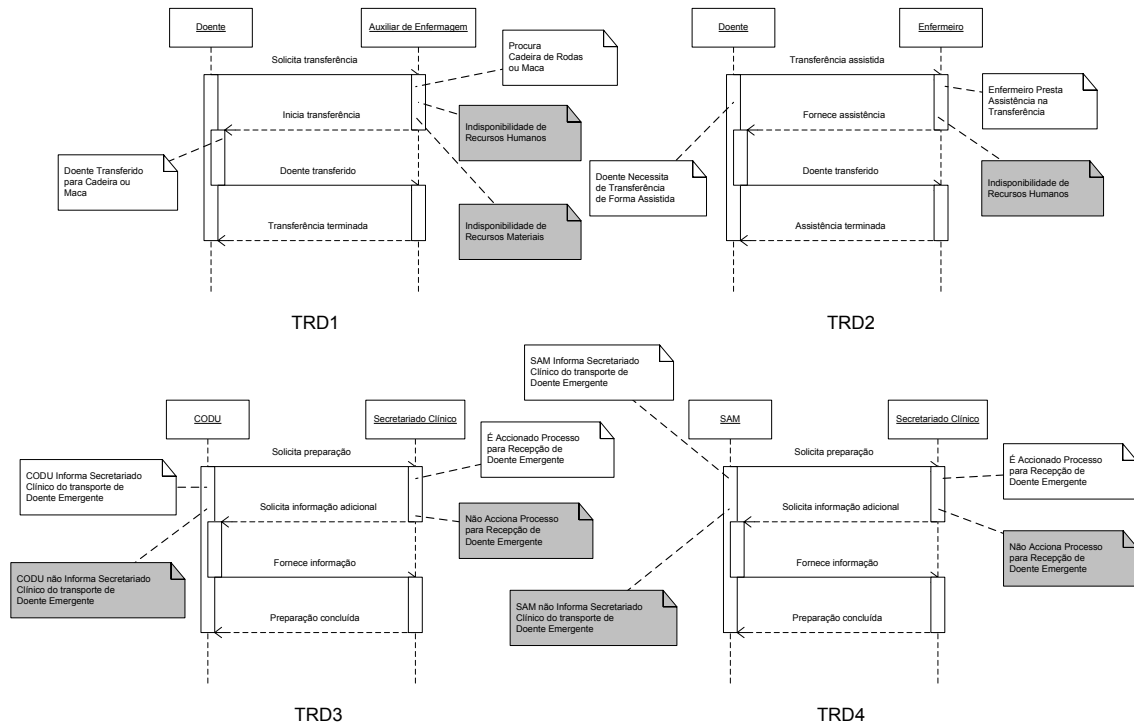 Doente
Auxiliar de Enfermagem
Solicita transferência
Procura
Cadeira de Rodas
ou Maca
Inicia transferência
Indisponibilidade de
Recursos Humanos
Doente Transferido
para Cadeira ou
Maca
Doente transferido
Transferência terminada
Indisponibilidade de
Recursos Materiais
TRD1
Doente
Enfermeiro
Transferência assistida
Enfermeiro Presta
Assistência na
Transferência
Fornece assistência
Doente Necessita
de Transferência
de Forma Assistida
Doente transferido
Indisponibilidade de
Recursos Humanos
Assistência terminada
TRD2
CODU
Secretariado Clínico
Solicita preparação
É Accionado Processo
para Recepção de
Doente Emergente
CODU Informa Secretariado
Clínico do transporte de
Doente Emergente
Solicita informação adicional
Não Acciona Processo
para Recepção de
Doente Emergente
Fornece informação
CODU não Informa Secretariado
Clínico do transporte de
Doente Emergente
Preparação concluída
TRD3
SAM Informa Secretariado
Clínico do transporte de
Doente Emergente
SAM
Secretariado Clínico
Solicita preparação
É Accionado Processo
para Recepção de
Doente Emergente
Solicita informação adicional
Não Acciona Processo
para Recepção de
Doente Emergente
Fornece informação
SAM não Informa Secretariado
Clínico do transporte de
Doente Emergente
Preparação concluída
TRD4